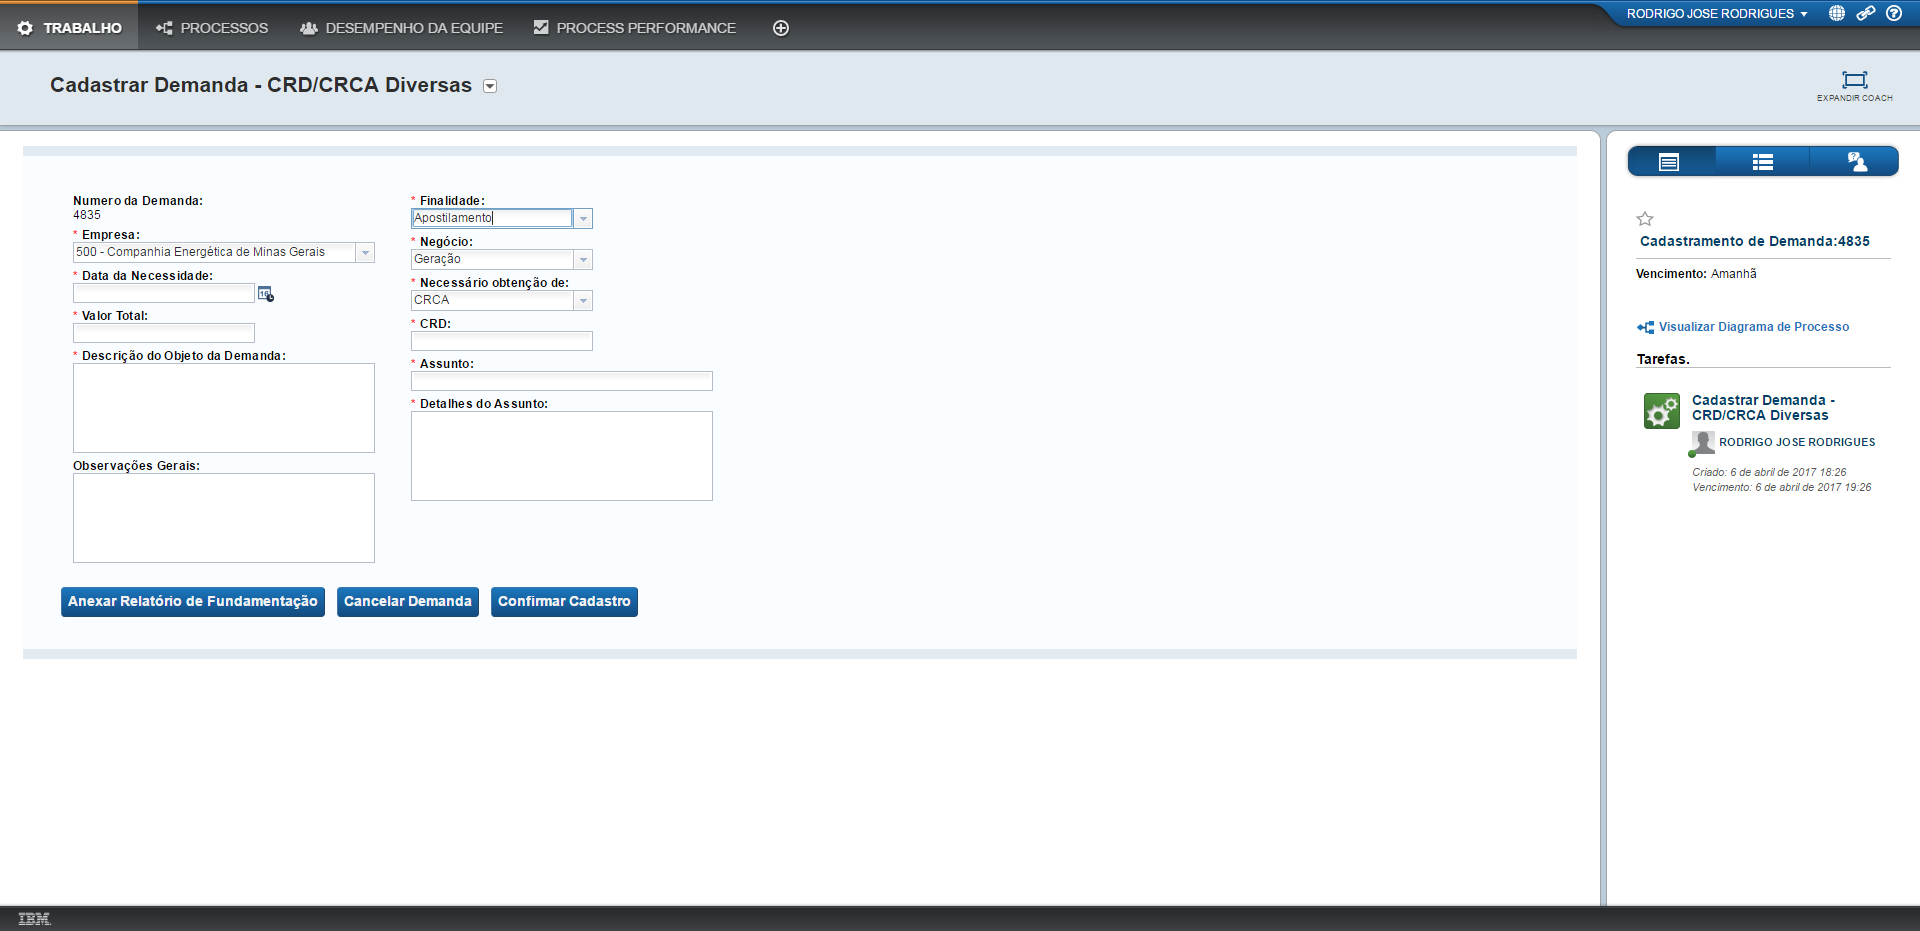 TRABALHO
PROCESSOS
DESEMPENHO DA EQUIPE
PROCESS PERFORMANCE
RODRIGO JOSE RODRIGUES
Cadastrar Demanda - CRD/CRCA Diversas
EXPANDIR COACH
Numero da Demanda:
4835
* Empresa:
500 - Companhia Energética de Minas Gerais
* Data da Necessidade:
* Valor Total:
* Descrição do Objeto da Demanda:
Observações Gerais:
* Finalidade:
Apostilamento
* Negócio:
Geração
* Necessário obtenção de:
CRCA
* CRD:
* Assunto:
* Detalhes do Assunto:
Anexar Relatório de Fundamentação
Cancelar Demanda
Confirmar Cadastro
Cadastramento de Demanda:4835
Vencimento: Amanhã
Visualizar Diagrama de Processo
Tarefas.
Cadastrar Demanda -
CRD/CRCA Diversas
RODRIGO JOSE RODRIGUES
Criado: 6 de abril de 2017 18:26
Vencimento: 6 de abril de 2017 19:26
IBM